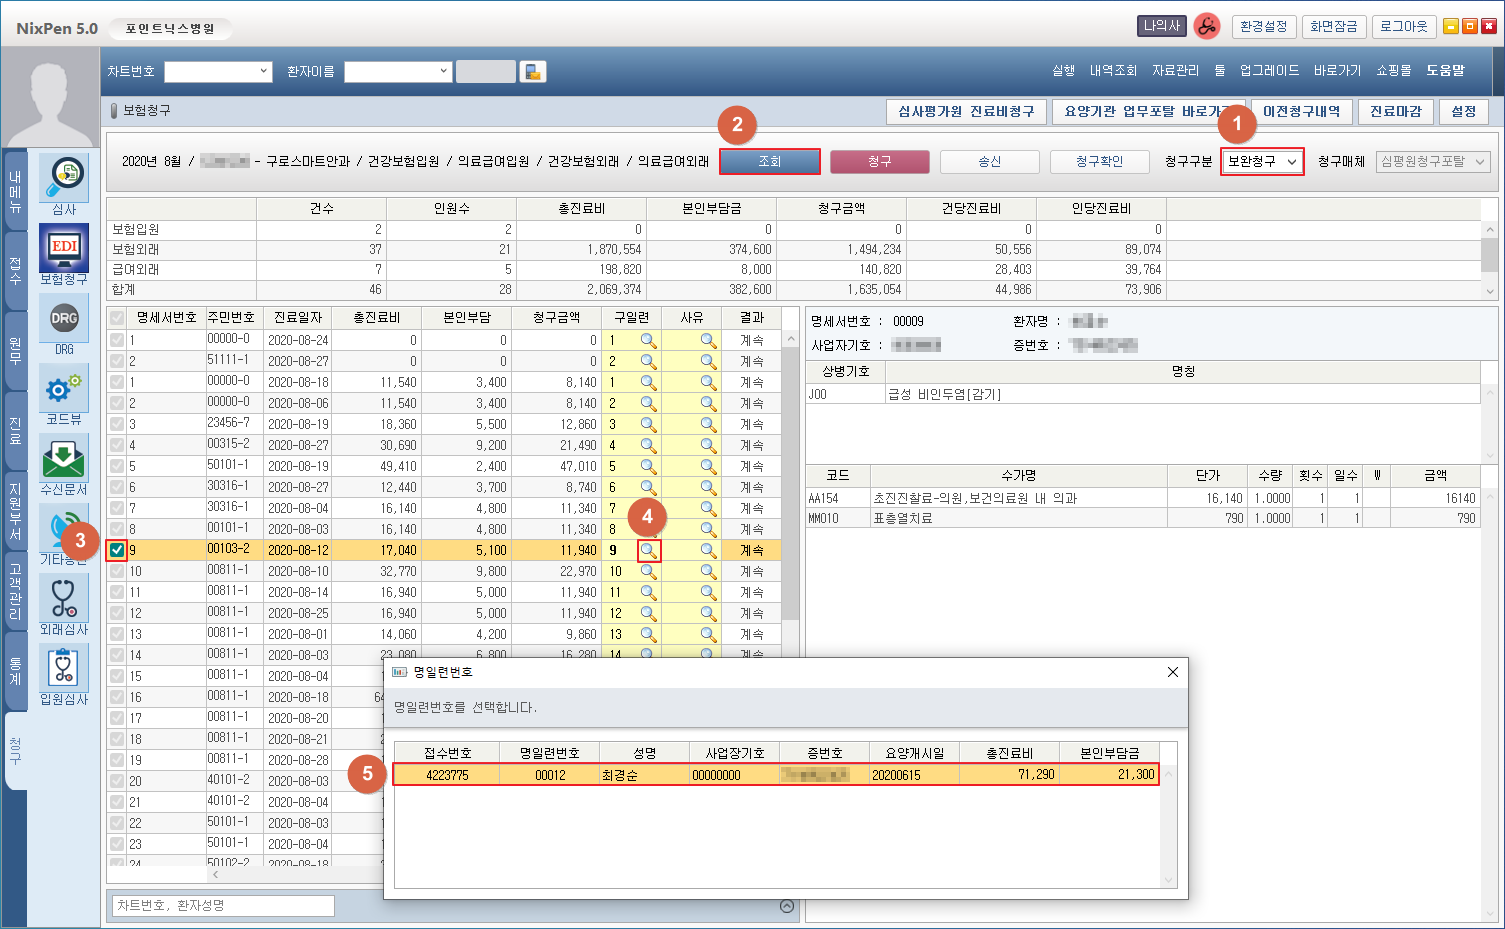 NixPen 5.0 포인트닉스병원 나의사 환경설정 화면잠금 로그아웃
차트번호 환자이름 실행 내역조회 자료관리 툴 업그레이드 바로가기 쇼핑몰 도움말
보험청구 심사평가원 진료비청구 요양기관 업무포탈 바로가기 이전청구내역 진료마감 설정
2 1
2020년 8월 / - 구로스마트안과 / 건강보험입원 / 의료급여입원 / 건강보험외래 / 의료급여외래 조회 청구 송신 청구확인 청구구분 보완청구 청구매체 심평원청구포탈
내메뉴
접수
원무
진료
지원부서
고객관리
통계
청구
심사
EDI
보험청구
DRG
DRG
코드뷰
수신문서
외래심사
입원심사
건수 인원수 총진료비 본인부담금 청구금액 건당진료비 인당진료비
보험입원 2 2 0 0 0 0 0
보험외래 37 21 1,870,554 374,600 1,494,234 50,556 89,074
급여외래 7 5 198,820 8,000 140,820 28,403 39,764
합계 46 28 2,069,374 382,600 1,635,054 44,986 73,906
명세서번호 주민번호 진료일자 총진료비 본인부담 청구금액 구일련 사유 결과
1 00000-0 2020-08-24 0 0 1 계속
2 51111-1 2020-08-27 0 0 2 계속
1 00000-0 2020-08-18 11,540 3,400 8,140 1 계속
2 00000-0 2020-08-06 11,540 3,400 8,140 2 계속
3 23456-7 2020-08-19 18,360 5,500 12,860 3 계속
4 00315-2 2020-08-27 30,690 9,200 21,490 4 계속
5 50101-1 2020-08-19 49,410 2,400 47,010 5 계속
6 30316-1 2020-08-27 12,440 3,700 8,740 6 계속
7 30316-1 2020-08-04 16,140 4,800 11,340 7 계속
8 00101-1 2020-08-03 16,140 4,800 11,340 8 계속
4
3
9 00103-2 2020-08-12 17,040 5,100 11,940 9 계속
10 00811-1 2020-08-10 32,770 9,800 22,970 10 계속
11 00811-1 2020-08-14 16,940 5,000 11,940 11 계속
12 00811-1 2020-08-25 16,940 5,000 11,940 12 계속
13 00811-1 2020-08-01 14,060 4,200 9,860 13 계속
14 00811-1 2020-08-03 23,080 6,800 16,280 14 계속
15 00811-1 2020-08-03
16 00811-1 2020-08-18 64
17 00811-1 2020-08-20
18 00811-1 2020-08-21
19 00811-1 2020-08-28
20 40101-2 2020-08-03
21 40101-2 2020-08-04
22 50101-1 2020-08-03
23 50101-1 2020-08-04
24 50102-2 2020-08-18
차트번호, 환자성명
명세서번호 : 00009 환자명 :
사업자기호 : 증번호 :
상병기호 명칭
J00 급성 비인두염[감기]
코드 수가명 단가 수량 횟수 일수 W 금액
AA154 초진진찰료-의원,보건의료원 내 의과 16,140 1.0000 1 1 16140
MM010 표층열치료 790 1.0000 1 1 790
명일련번호
명일련번호를 선택합니다.
접수번호 명일련번호 성명 사업장기호 증번호 요양개시일 총진료비 본인부담금
5
4223775 00012 최경순 00000000 20200615 71,290 21,300